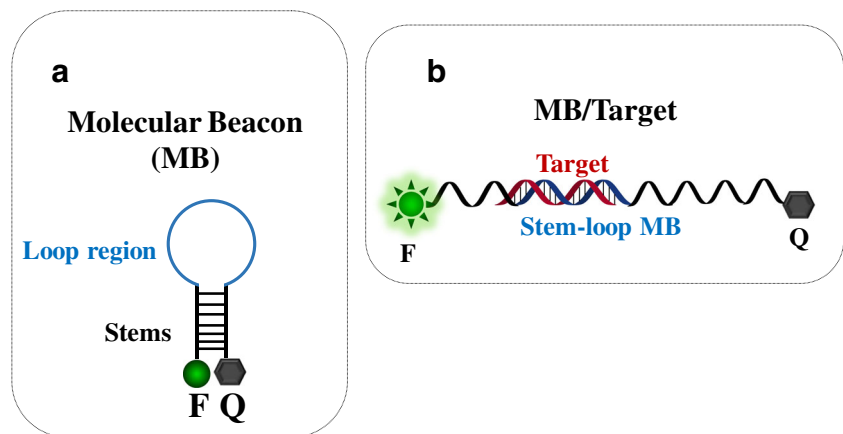 a
Molecular Beacon
(MB)
Loop region
Stems
F Q
b
MB/Target
Target
Stem-loop MB
F
Q